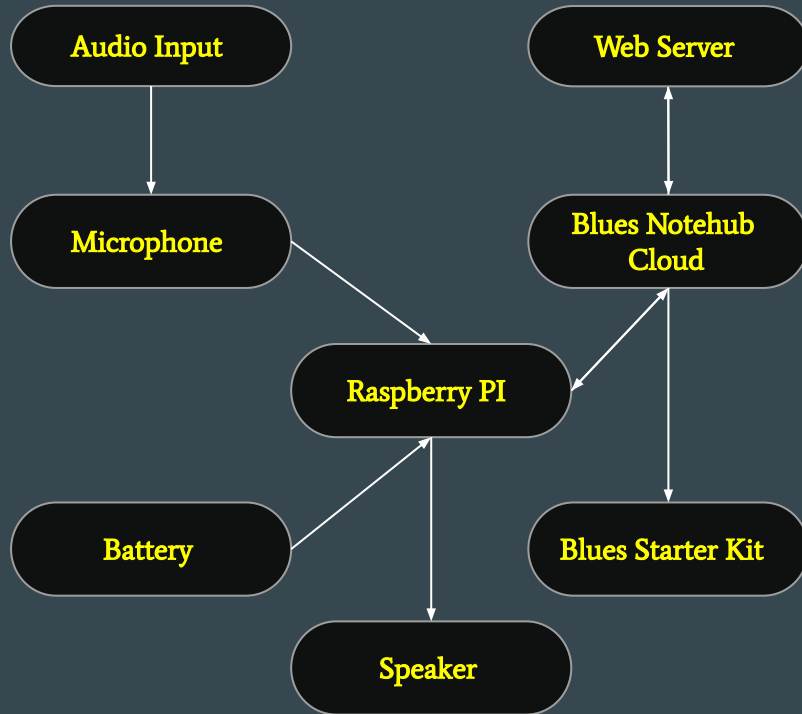 Audio Input
Web Server
Microphone
Blues Notehub
Cloud
Raspberry PI
Battery
Blues Starter Kit
Speaker